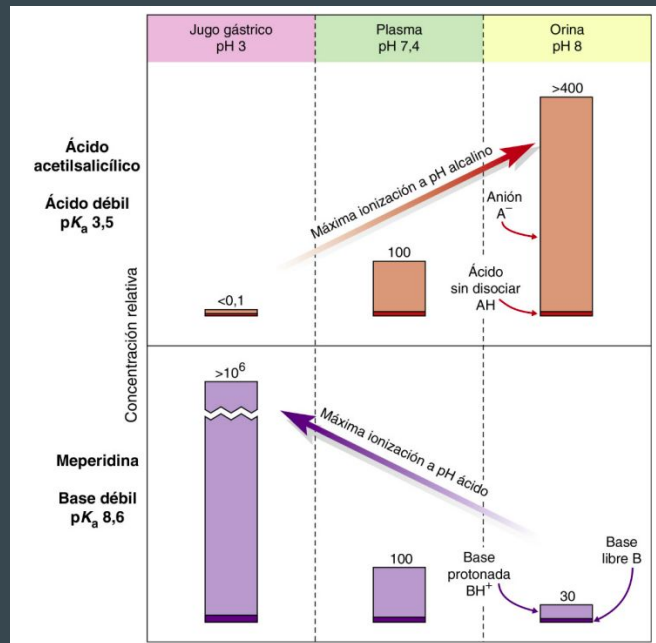 Jugo gástrico
pH 3
Plasma
pH 7,4
Orina
pH 8
Ácido
acetilsalicílico
Ácido débil
pKa 3,5
Concentración relativa
<0,1
100
>400
Máxima ionización a pH alcalino
Anión
A−
Ácido
sin disociar
AH
Meperidina
Base débil
pKa 8,6
>10⁶
100
30
Máxima ionización a pH ácido
Base
protonada
BH+
Base
libre B